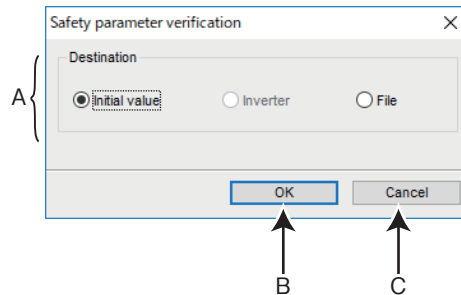 Safety parameter verification
Destination
A
Initial value
Inverter
File
OK
Cancel
B
C